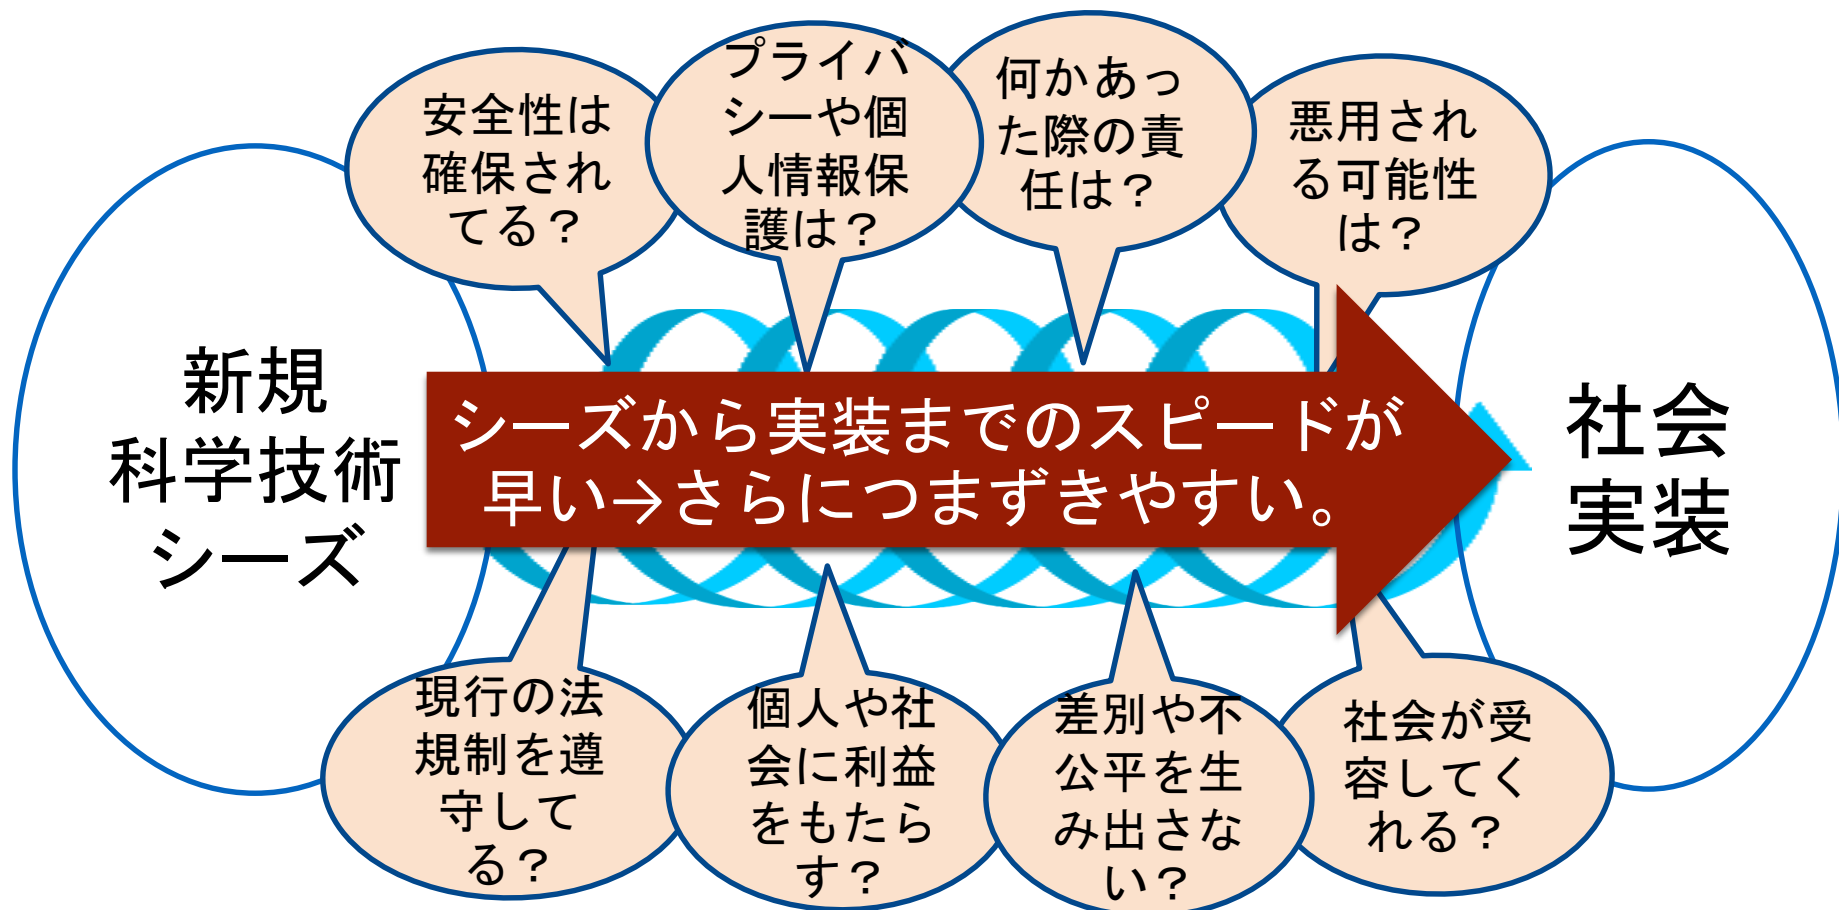 安全性は
確保され
てる？
プライバ
シーや個
人情報保
護は？
何かあっ
た際の責
任は？
悪用され
る可能性
は？
新規
科学技術
シーズ
シーズから実装までのスピードが
早い→さらにつまずきやすい。
社会
実装
現行の法
規制を遵
守して
る？
個人や社
会に利益
をもたら
す？
差別や不
公平を生
み出さな
い？
社会が受
容してく
れる？